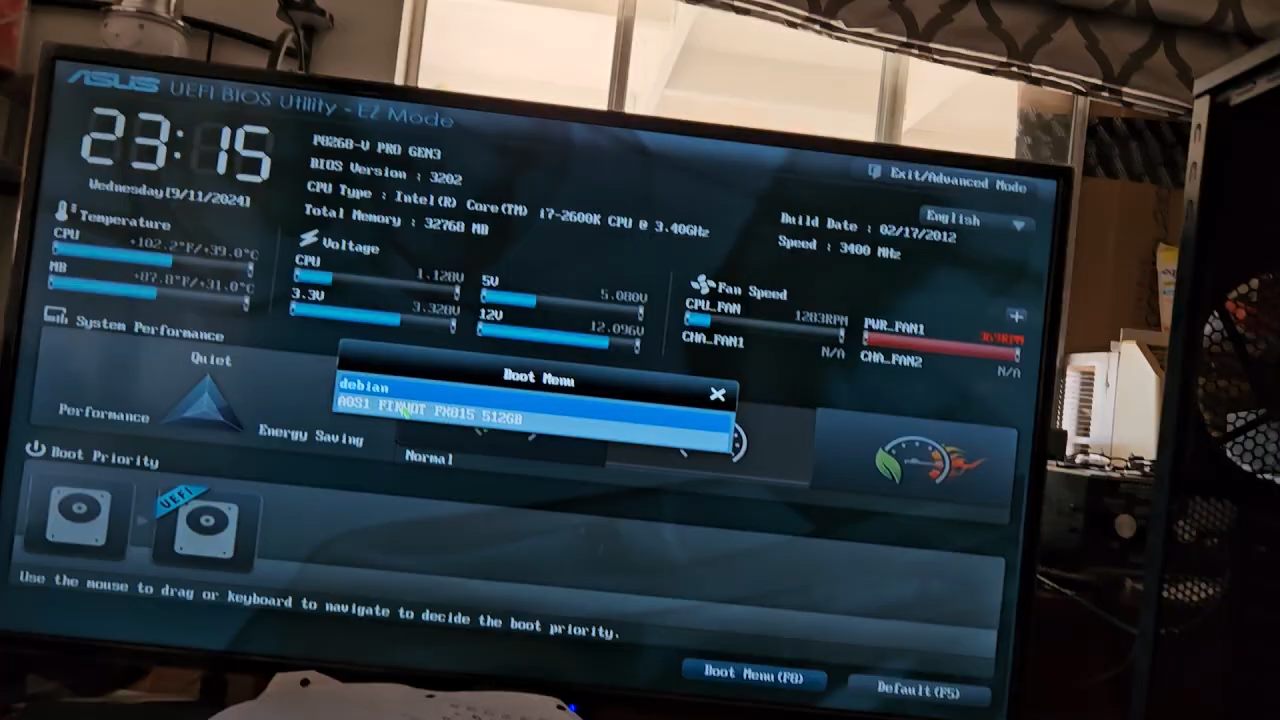 ASUS UEFI BIOS Utility - EZ Mode
23:15
Wednesday[9/11/2024]
P8Z68-V PRO GEN3
BIOS Version : 3202
CPU Type : Intel(R) Core(TM) i7-2600K CPU @ 3.40GHz
Total Memory : 32768 MB
Build Date : 02/17/2012
Speed : 3400 MHz
Exit/Advanced Mode
English
Temperature
CPU +102.2°F/+39.0°C
MB +87.8°F/+31.0°C
Voltage
CPU 1.128V
3.3V 3.328V
5V 5.080V
12V 12.096V
Fan Speed
CPU_FAN 1283RPM
CHA_FAN1 N/A
PWR_FAN1 369RPM
CHA_FAN2 N/A
System Performance
Quiet
Performance
Energy Saving
Normal
Boot Menu
debian
512GB
Boot Priority
UEFI
Use the mouse to drag or keyboard to navigate to decide the boot priority.
Boot Menu(F8)
Default(F5)